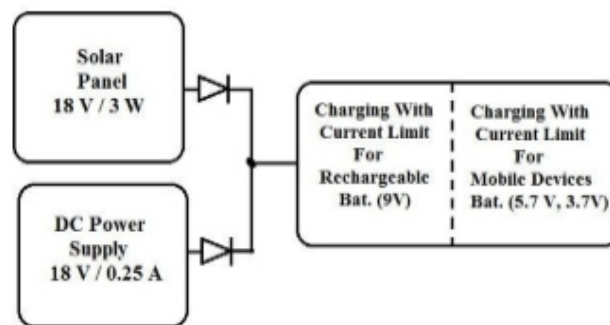 Solar
Panel
18 V / 3 W
DC Power
Supply
18 V / 0.25 A
Charging With
Current Limit
For
Rechargeable
Bat. (9V)
Charging With
Current Limit
For
Mobile Devices
Bat. (5.7 V, 3.7V)